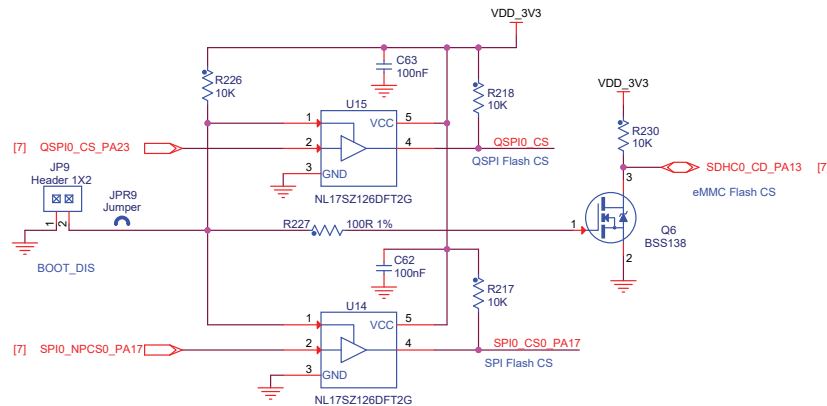 VDD_3V3
R226
10K
C63
100nF
R218
10K
VDD_3V3
U15
1
VCC
5
R230
10K
[7]
QSPI0_CS_PA23
2
4
QSPI0_CS
QSPI Flash CS
3
GND
NL17SZ126DFT2G
3
SDHC0_CD_PA13
[7
eMMC Flash CS
JP9
Header 1X2
JPR9
Jumper
1
2
R227
100R 1%
1
Q6
BSS138
2
BOOT_DIS
C62
100nF
R217
10K
U14
1
VCC
5
[7]
SPI0_NPCS0_PA17
2
4
SPI0_CS0_PA17
SPI Flash CS
3
GND
NL17SZ126DFT2G